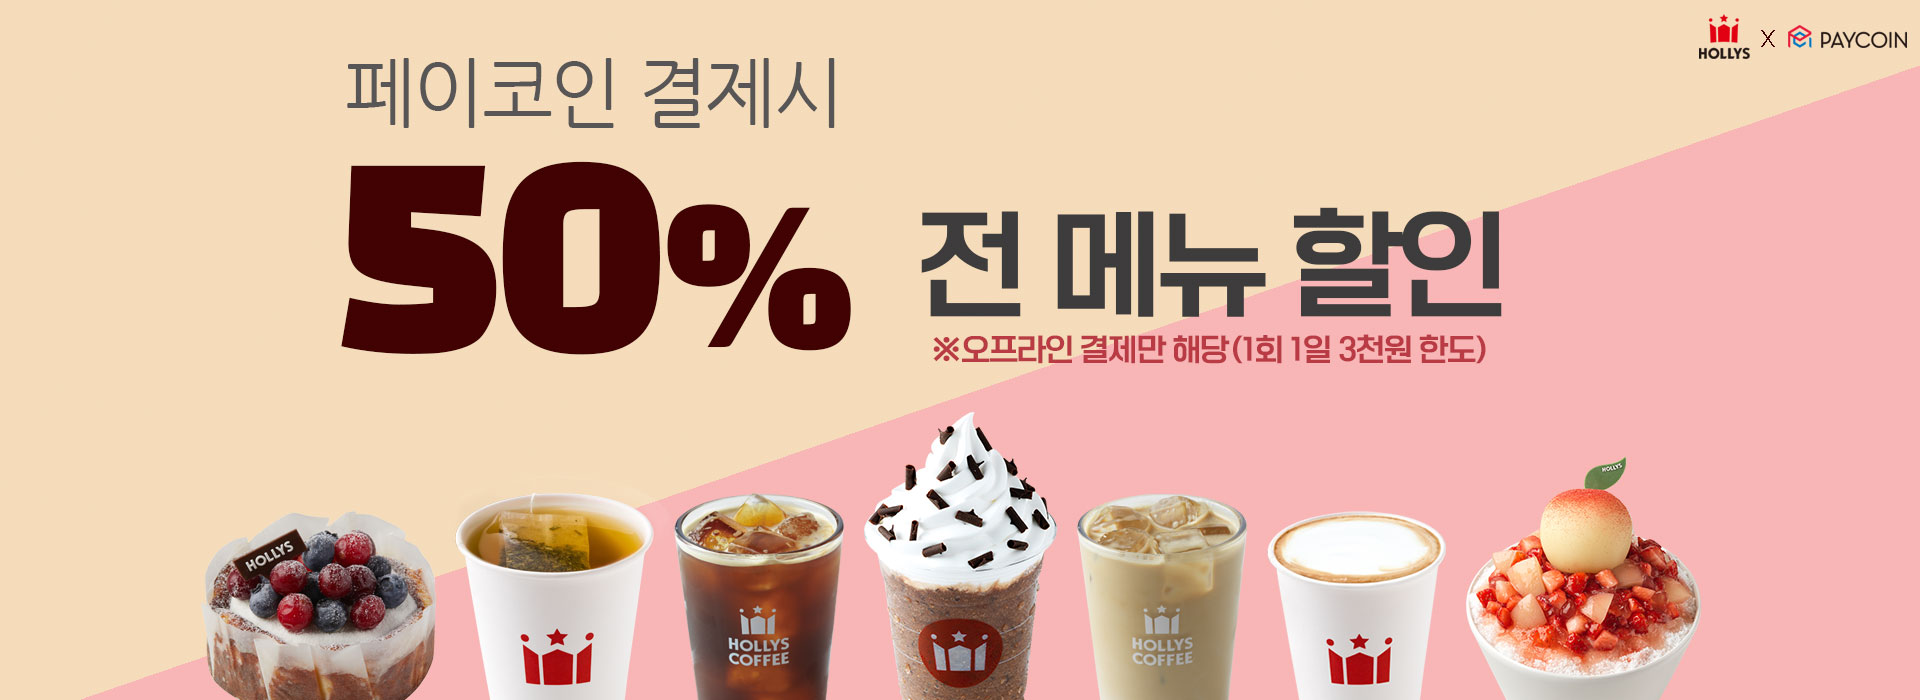 HOLLYS X PAYCOIN
페이코인 결제시
50% 전 메뉴 할인
※오프라인 결제만 해당(1회 1일 3천원 한도)
HOLLYS
HOLLYS
HOLLYS
COFFEE
HOLLYS
COFFEE